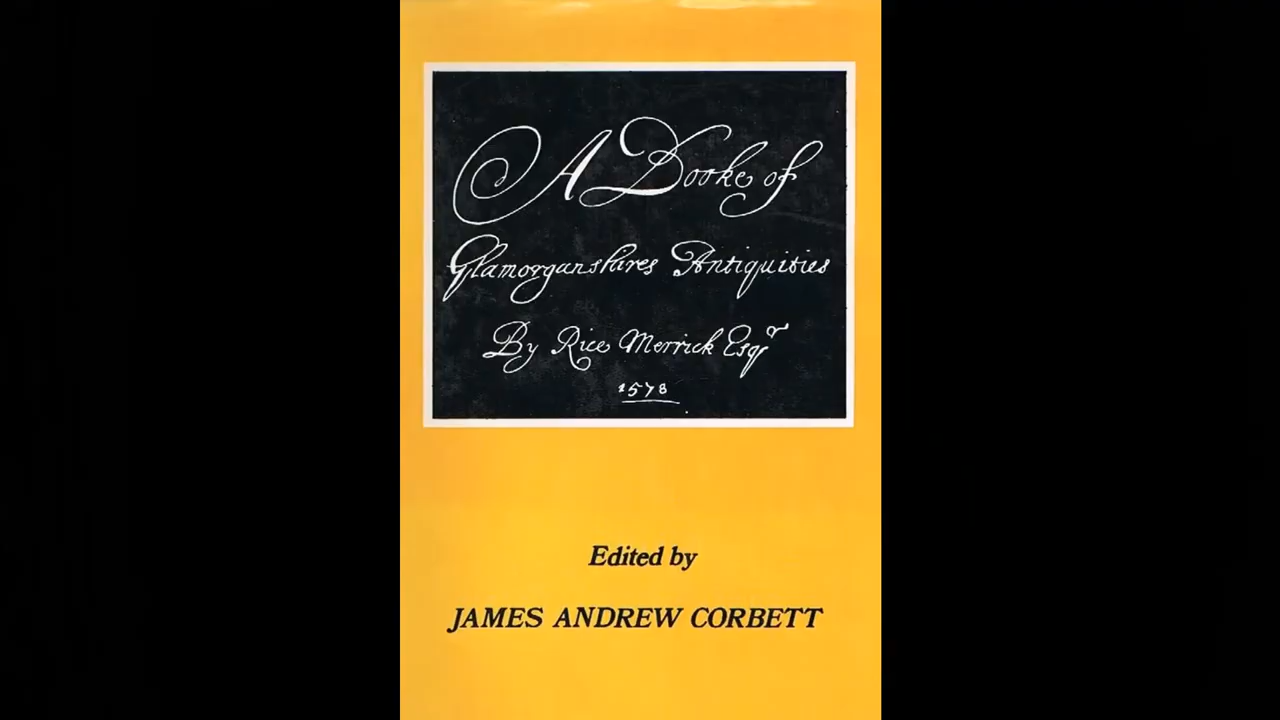 A Booke of
Glamorganshires Antiquities
By Rice Merrick Esqr
1578
Edited by
JAMES ANDREW CORBETT